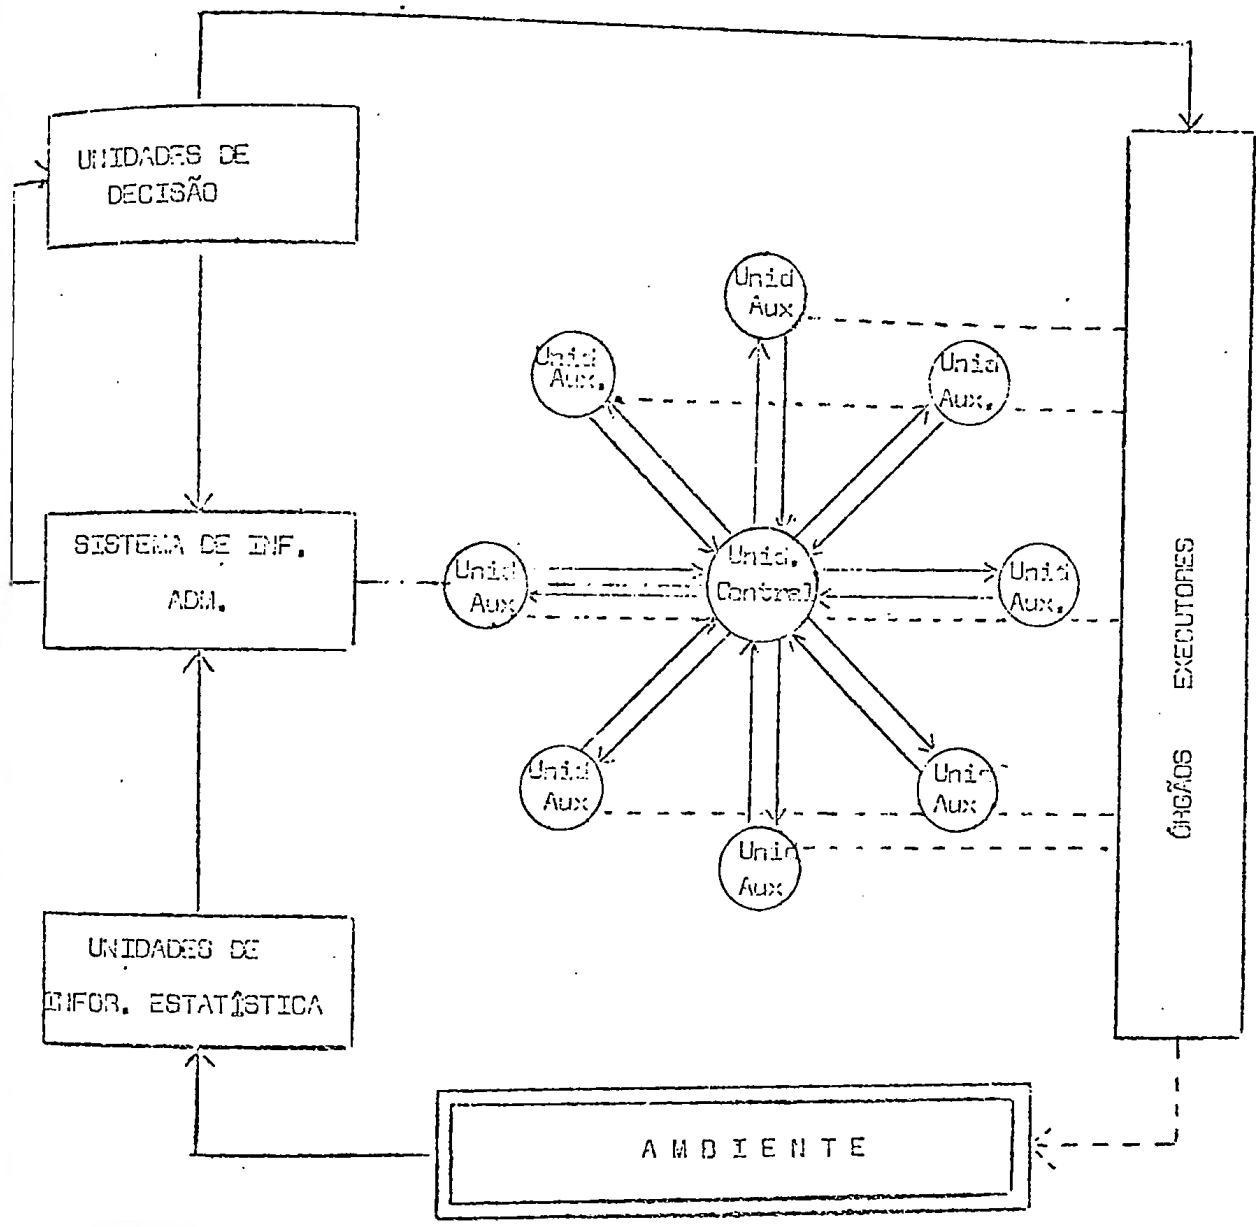 UNIDADES DE
DECISÃO
Unid
Aux
Unid
Aux.
Unid
Aux.
SISTEMA DE INF.
ADM.
Unid
Aux
Unid.
Central
Unid
Aux.
ÓRGÃOS EXECUTORES
Unid
Aux
Unid
Aux
Unid
Aux
UNIDADES DE
INFOR. ESTATÍSTICA
AMBIENTE